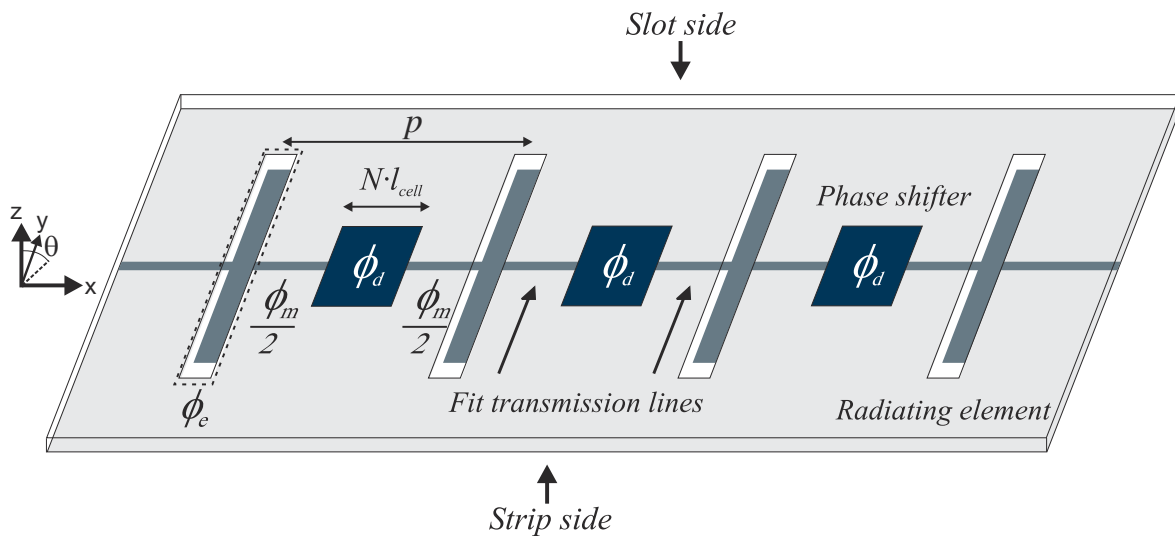 Slot side
p
N·l_cell
Phase shifter
z
y
θ
x
ϕ_d
ϕ_d
ϕ_d
ϕ_m/2
ϕ_m/2
ϕ_e
Fit transmission lines
Radiating element
Strip side